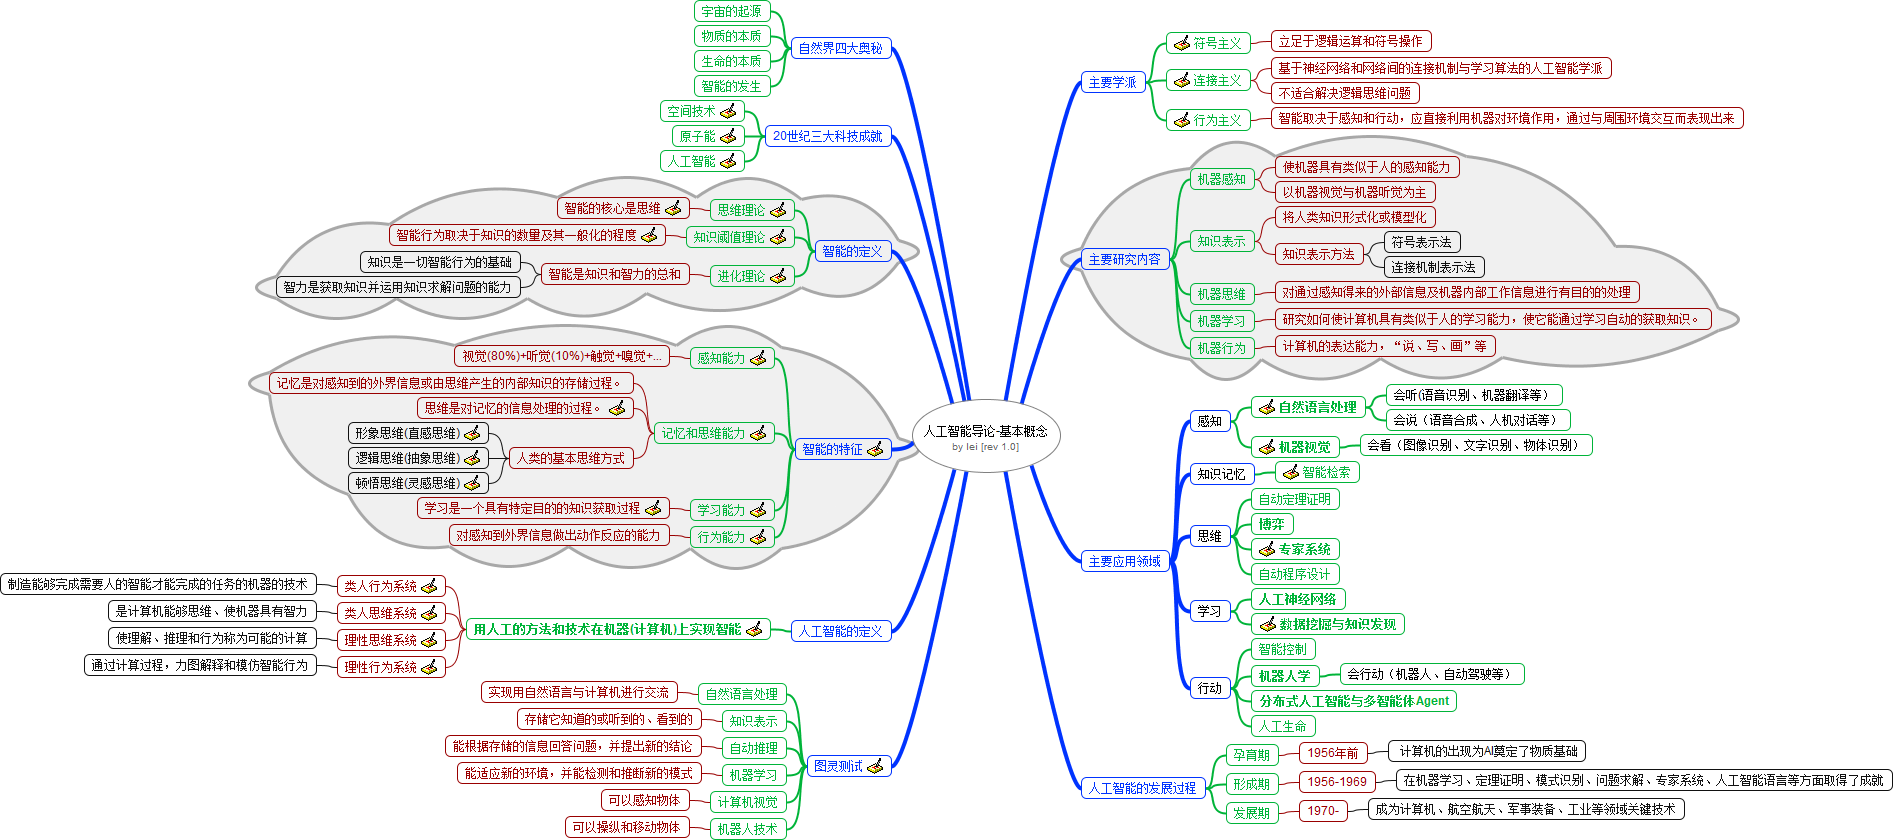 人工智能导论-基本概念
by lei [rev 1.0]
主要学派
符号主义
立足于逻辑运算和符号操作
连接主义
基于神经网络和网络间的连接机制与学习算法的人工智能学派
不适合解决逻辑思维问题
行为主义
智能取决于感知和行动，应直接利用机器对环境作用，通过与周围环境交互而表现出来
主要研究内容
机器感知
使机器具有类似于人的感知能力
以机器视觉与机器听觉为主
知识表示
将人类知识形式化或模型化
知识表示方法
符号表示法
连接机制表示法
机器思维
对通过感知得来的外部信息及机器内部工作信息进行有目的的处理
机器学习
研究如何使计算机具有类似于人的学习能力，使它能通过学习自动的获取知识。
机器行为
计算机的表达能力，“说、写、画”等
主要应用领域
感知
自然语言处理
会听(语音识别、机器翻译等）
会说（语音合成、人机对话等）
机器视觉
会看（图像识别、文字识别、物体识别）
知识记忆
智能检索
思维
自动定理证明
博弈
专家系统
自动程序设计
学习
人工神经网络
数据挖掘与知识发现
行动
智能控制
机器人学
会行动（机器人、自动驾驶等）
分布式人工智能与多智能体Agent
人工生命
人工智能的发展过程
孕育期
1956年前
计算机的出现为AI奠定了物质基础
形成期
1956-1969
在机器学习、定理证明、模式识别、问题求解、专家系统、人工智能语言等方面取得了成就
发展期
1970-
成为计算机、航空航天、军事装备、工业等领域关键技术
自然界四大奥秘
宇宙的起源
物质的本质
生命的本质
智能的发生
20世纪三大科技成就
空间技术
原子能
人工智能
智能的定义
思维理论
智能的核心是思维
知识阈值理论
智能行为取决于知识的数量及其一般化的程度
进化理论
智能是知识和智力的总和
知识是一切智能行为的基础
智力是获取知识并运用知识求解问题的能力
智能的特征
感知能力
视觉(80%)+听觉(10%)+触觉+嗅觉+...
记忆和思维能力
记忆是对感知到的外界信息或由思维产生的内部知识的存储过程。
思维是对记忆的信息处理的过程。
人类的基本思维方式
形象思维(直感思维)
逻辑思维(抽象思维)
顿悟思维(灵感思维)
学习能力
学习是一个具有特定目的的知识获取过程
行为能力
对感知到外界信息做出动作反应的能力
人工智能的定义
用人工的方法和技术在机器(计算机)上实现智能
类人行为系统
制造能够完成需要人的智能才能完成的任务的机器的技术
类人思维系统
是计算机能够思维、使机器具有智力
理性思维系统
使理解、推理和行为称为可能的计算
理性行为系统
通过计算过程，力图解释和模仿智能行为
图灵测试
自然语言处理
实现用自然语言与计算机进行交流
知识表示
存储它知道的或听到的、看到的
自动推理
能根据存储的信息回答问题，并提出新的结论
机器学习
能适应新的环境，并能检测和推断新的模式
计算机视觉
可以感知物体
机器人技术
可以操纵和移动物体